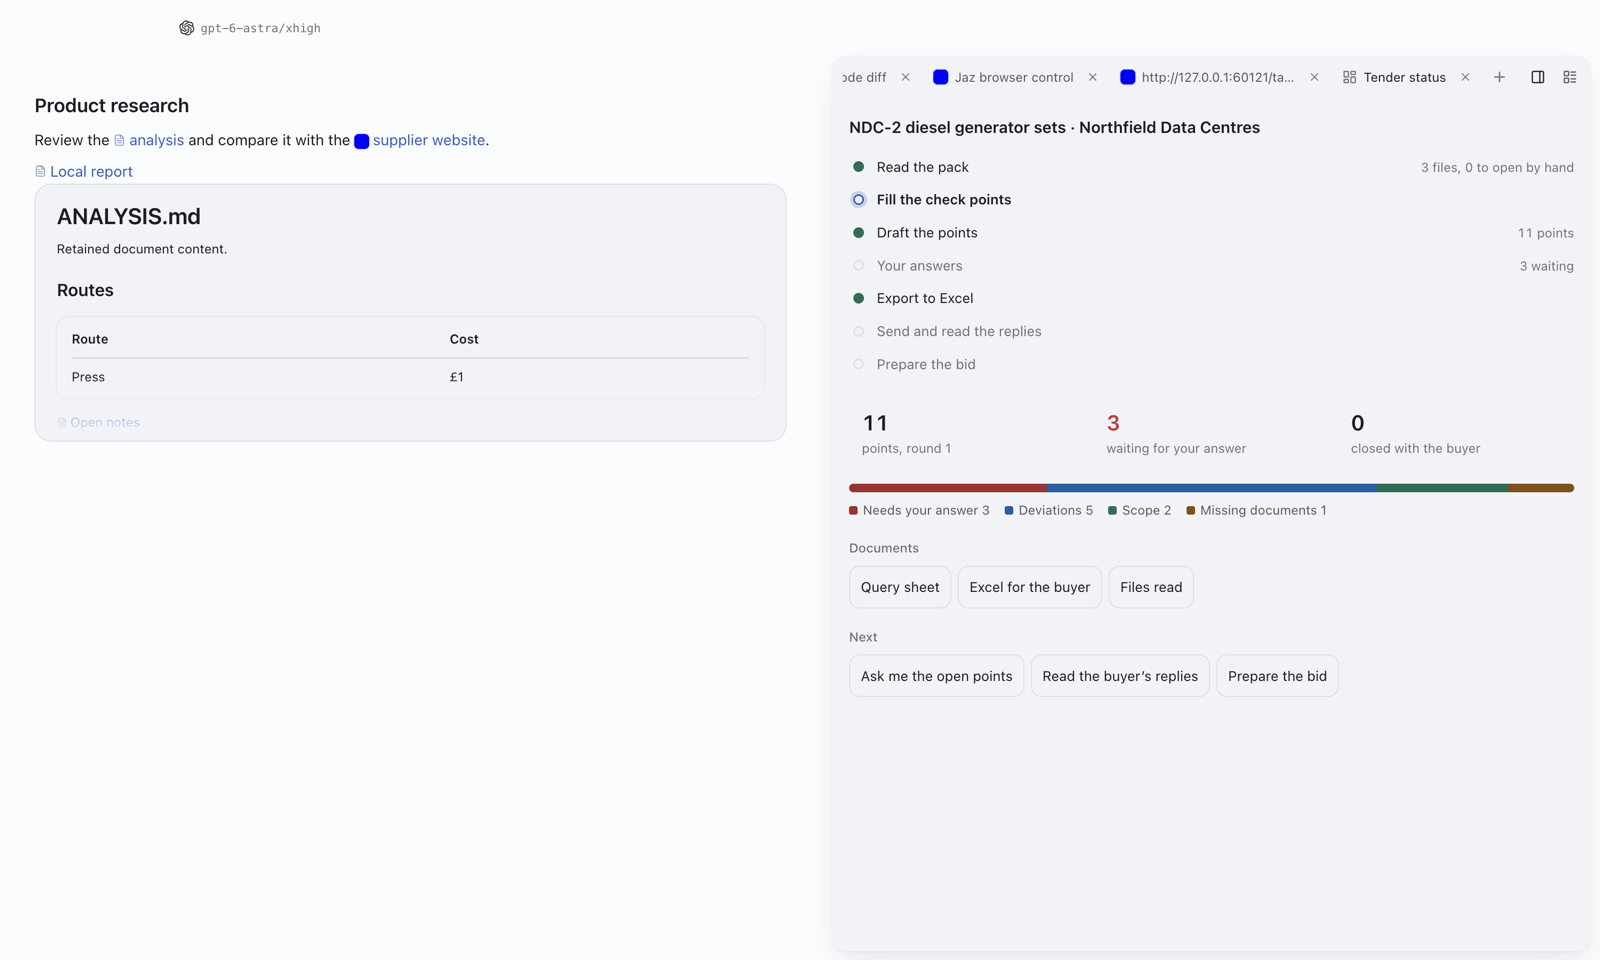 gpt-6-astra/xhigh
Product research
Review the analysis and compare it with the supplier website.
Local report
ANALYSIS.md
Retained document content.
Routes
Route Cost
Press £1
Open notes
ode diff Jaz browser control http://127.0.0.1:60121/ta... Tender status
NDC-2 diesel generator sets · Northfield Data Centres
Read the pack 3 files, 0 to open by hand
Fill the check points
Draft the points 11 points
Your answers 3 waiting
Export to Excel
Send and read the replies
Prepare the bid
11 3 0
points, round 1 waiting for your answer closed with the buyer
Needs your answer 3 Deviations 5 Scope 2 Missing documents 1
Documents
Query sheet Excel for the buyer Files read
Next
Ask me the open points Read the buyer’s replies Prepare the bid